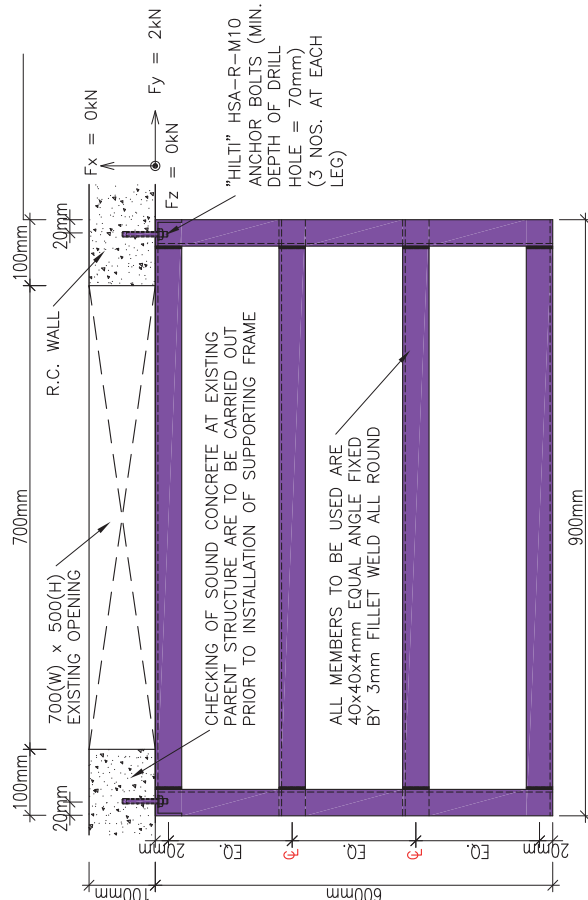 100mm
700mm
100mm
20mm
20mm
700(W) x 500(H)
EXISTING OPENING
R.C. WALL
Fx = 0kN
Fy = 2kN
Fz = 0kN
100mm
600mm
20mm
EQ.
EQ.
EQ.
20mm
CHECKING OF SOUND CONCRETE AT EXISTING
PARENT STRUCTURE ARE TO BE CARRIED OUT
PRIOR TO INSTALLATION OF SUPPORTING FRAME
"HILTI" HSA-R-M10
ANCHOR BOLTS (MIN.
DEPTH OF DRILL
HOLE = 70mm)
(3 NOS. AT EACH
LEG)
ALL MEMBERS TO BE USED ARE
40x40x4mm EQUAL ANGLE FIXED
BY 3mm FILLET WELD ALL ROUND
900mm